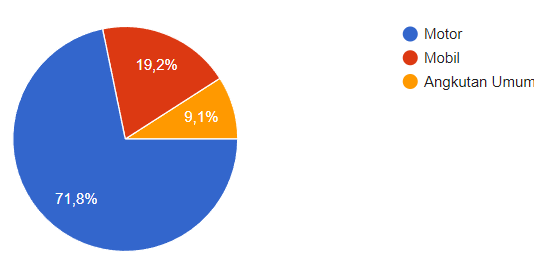 Motor
Mobil
Angkutan Umum
19,2%
9,1%
71,8%